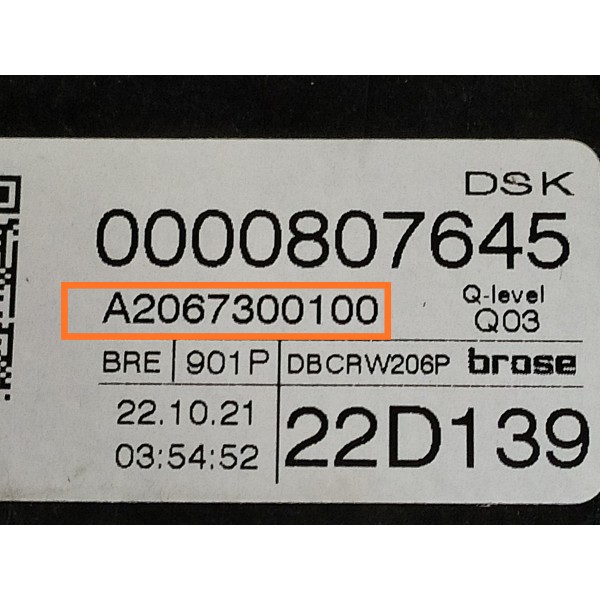 DSK
0000807645
A2067300100
Q-level
Q03
BRE 901P DBCRW206P brose
22.10.21
03:54:52
22D139